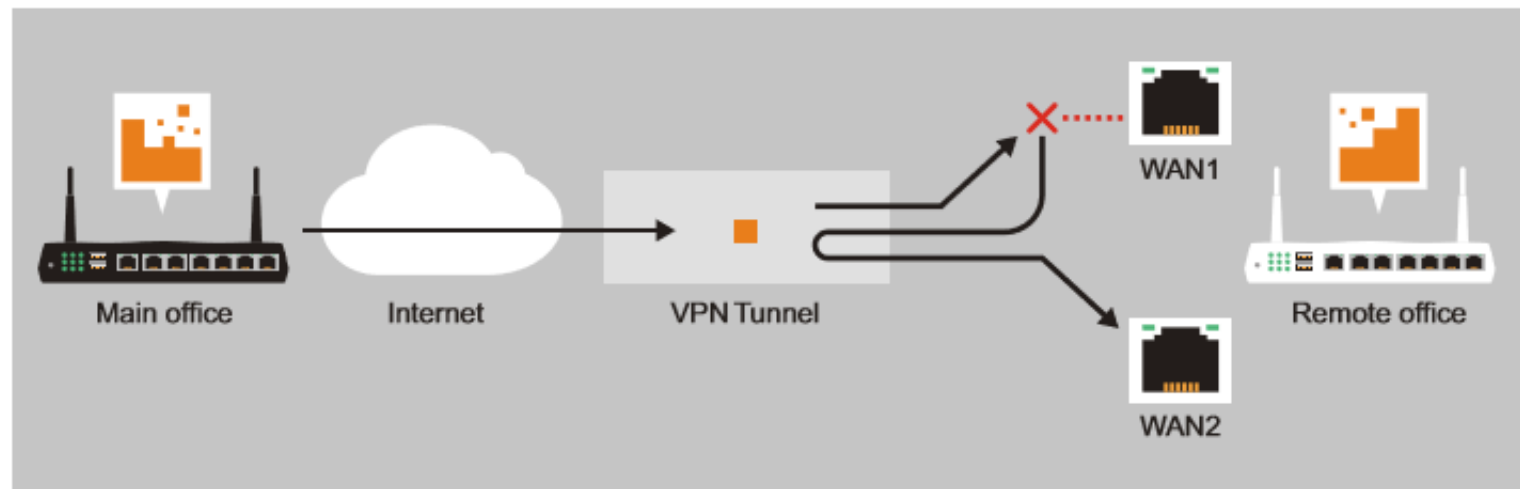 WAN1
Main office
Internet
VPN Tunnel
Remote office
WAN2